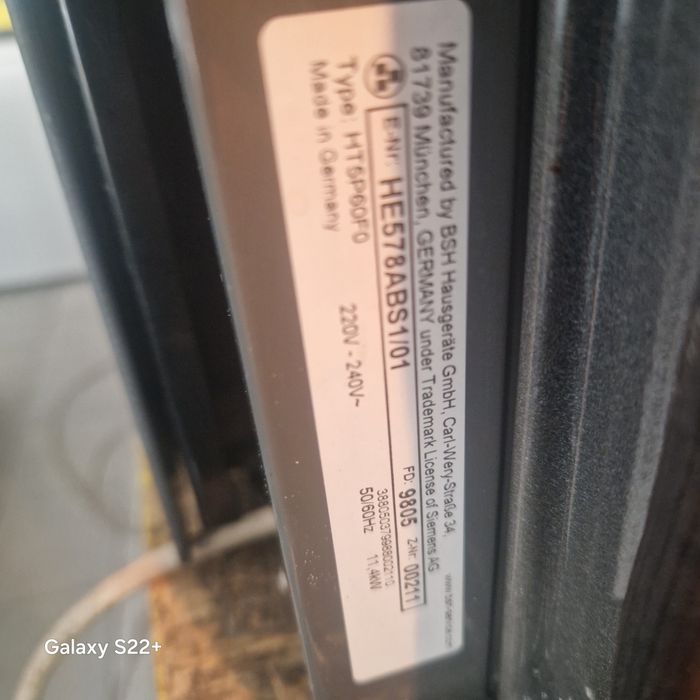 Manufactured by BSH Hausgeräte GmbH, Carl-Wery-Straße 34,
81739 München, GERMANY under Trademark License of Siemens AG
E-Nr: HE578ABS1/01 FD: 9805 Z-Nr: 00211
Type: HT6P60F0 220V - 240V~ 50/60Hz 11,4kW
Made in Germany
Galaxy S22+